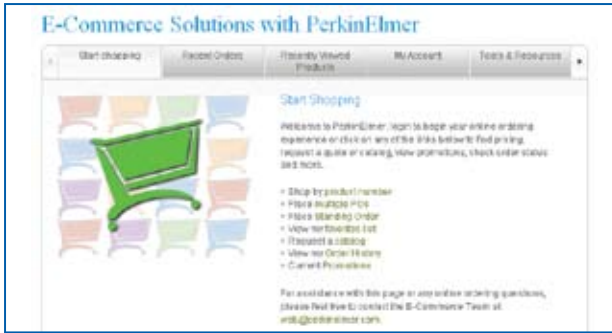 E-Commerce Solutions with PerkinElmer
Start shopping
Recent Orders
Recently Viewed
Products
My Account
Tools & Resources
Start Shopping
Welcome to PerkinElmer, login to begin your online ordering
experience or click on any of the links below to find pricing,
request a quote or catalog, view promotions, check order status
and more.
Shop by product number
Place multiple POs
Place Standing Order
View my favorites list
Request a catalog
View my Order History
Current Promotions
For assistance with this page or any online ordering questions,
please feel free to contact the E-Commerce Team at
web@perkinelmer.com.